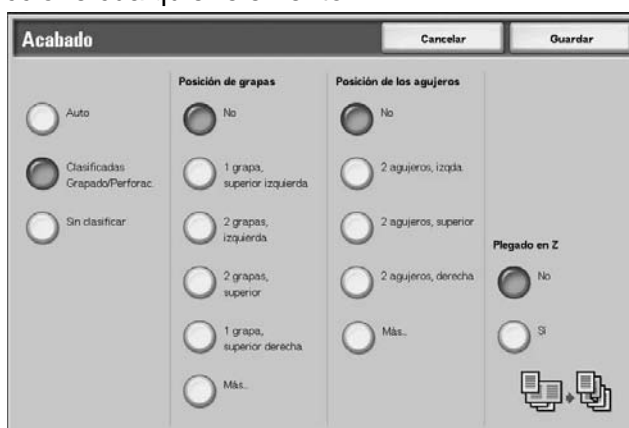 Acabado
Cancelar
Guardar
Auto
Clasificadas
Grapado/Perforac.
Sin clasificar
Posición de grapas
No
1 grapa,
superior izquierda
2 grapas,
izquierda
2 grapas,
superior
1 grapa,
superior derecha
Más...
Posición de los agujeros
No
2 agujeros, izqda.
2 agujeros, superior
2 agujeros, derecha
Más...
Plegado en Z
No
Sí